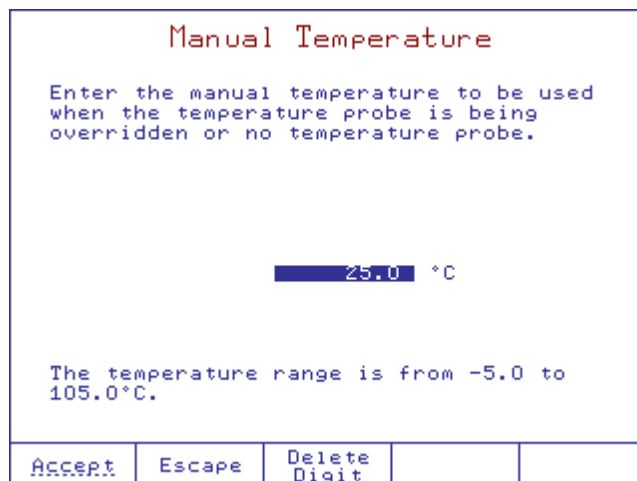 Manual Temperature
Enter the manual temperature to be used
when the temperature probe is being
overridden or no temperature probe.
25.0 °C
The temperature range is from -5.0 to
105.0°C.
Accept Escape Delete
Digit